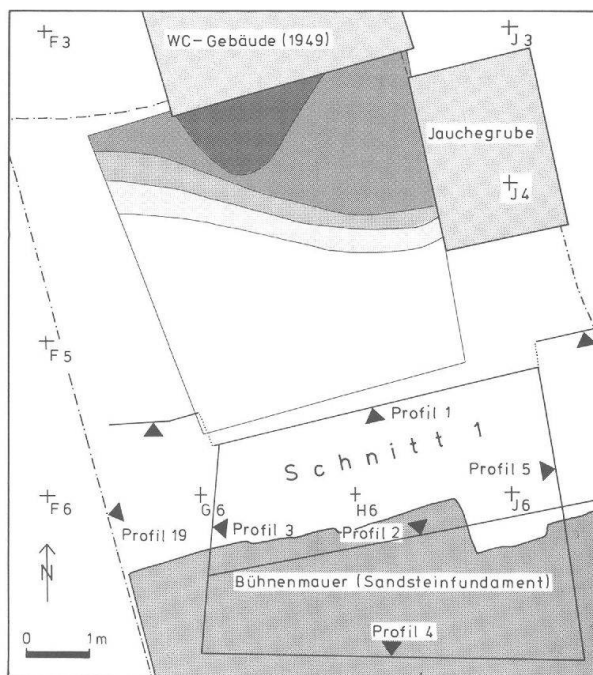 F3
WC-Gebäude (1949)
J3
Jauchegrube
J4
F5
Profil 1
Schnitt 1
Profil 5
F6
G6
H6
J6
Profil 19
Profil 3
Profil 2
N
Bühnenmauer (Sandsteinfundament)
0 1m
Profil 4